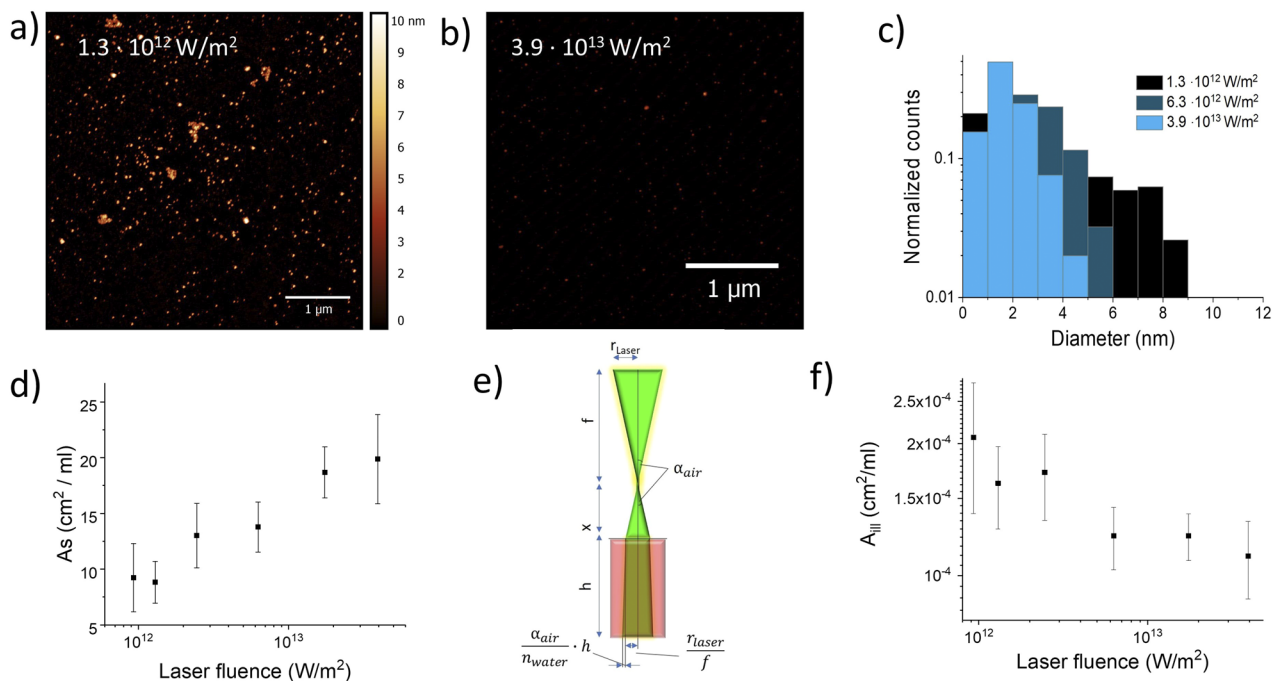 a)
1.3 · 10¹² W/m²
1 μm
10 nm
9
8
7
6
5
4
3
2
1
0
b)
3.9 · 10¹³ W/m²
1 μm
c)
Normalized counts
0.1
0.01
1.3 ·10¹² W/m²
6.3 ·10¹² W/m²
3.9 ·10¹³ W/m²
0 2 4 6 8 10 12
Diameter (nm)
d)
As (cm² / ml)
25
20
15
10
5
10¹² 10¹³
Laser fluence (W/m²)
e)
r_Laser
f
α_air
x
h
α_air / n_water · h
r_laser / f
f)
A_ill (cm²/ml)
2.5x10⁻⁴
2x10⁻⁴
1.5x10⁻⁴
10⁻⁴
10¹² 10¹³
Laser fluence (W/m²)